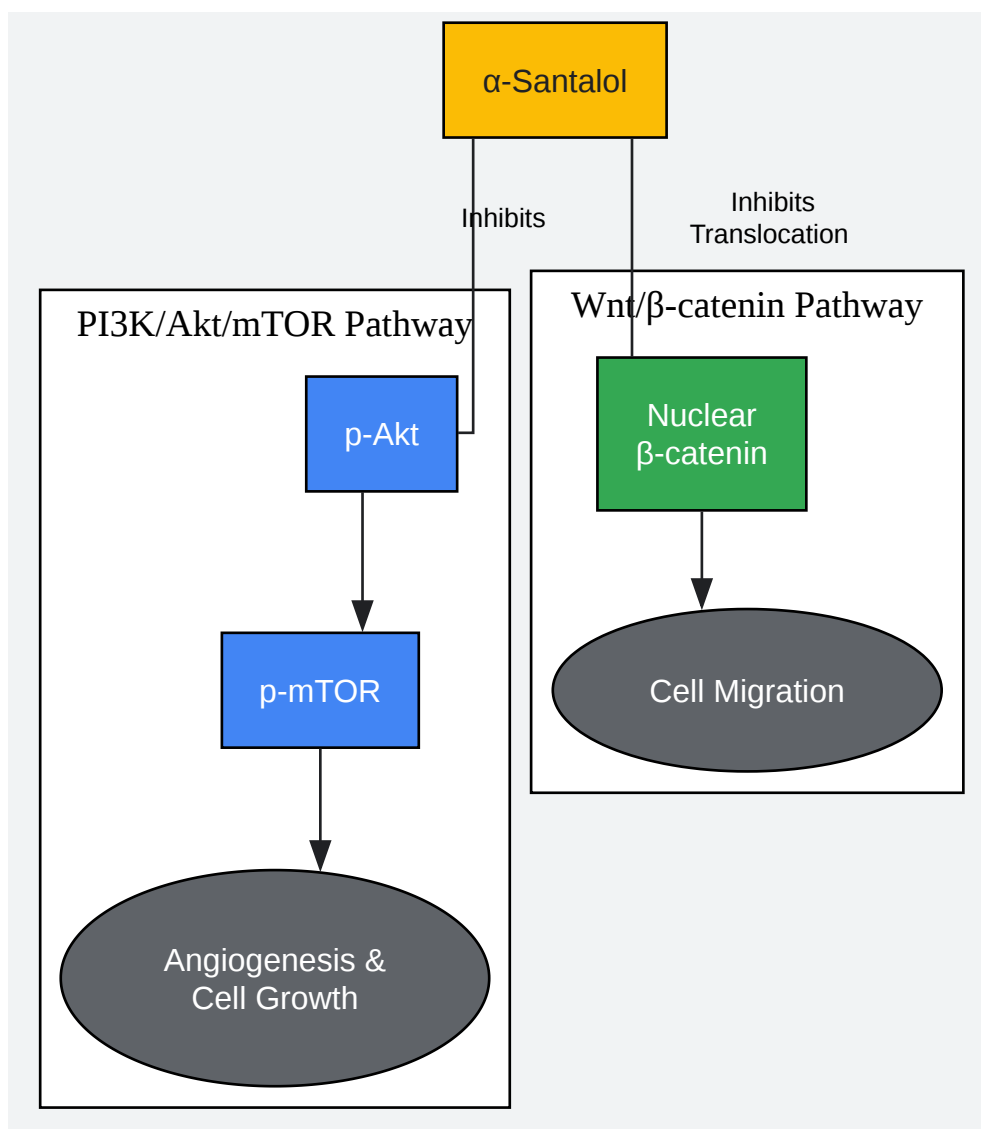 α-Santalol
Inhibits
Inhibits
Translocation
PI3K/Akt/mTOR Pathway
p-Akt
p-mTOR
Angiogenesis &
Cell Growth
Wnt/β-catenin Pathway
Nuclear
β-catenin
Cell Migration